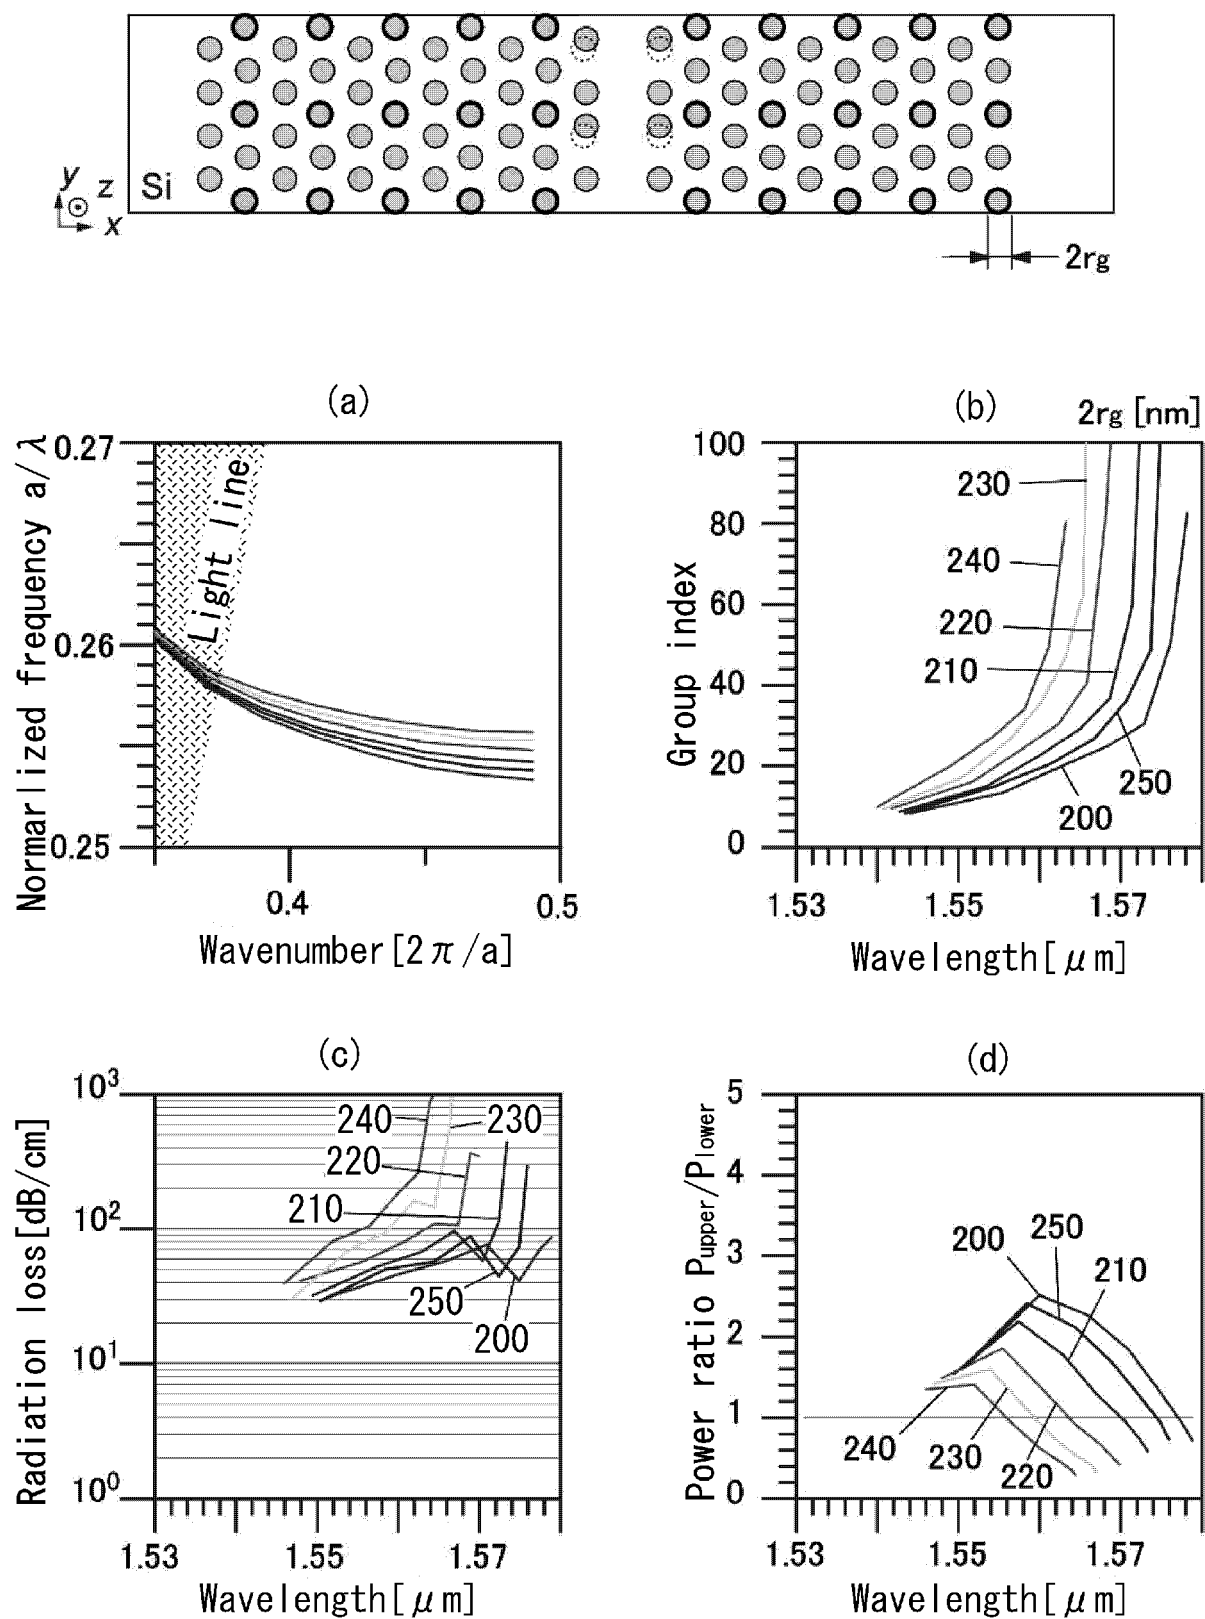 Si
y
z
x
2rg
(a)
Normarlized frequency a/λ
0.27
0.26
0.25
Light line
0.4
0.5
Wavenumber[2π/a]
(b)
2rg [nm]
Group index
100
80
60
40
20
0
230
240
220
210
250
200
1.53
1.55
1.57
Wavelength[μm]
(c)
Radiation loss[dB/cm]
10³
10²
10¹
10⁰
240
230
220
210
250
200
1.53
1.55
1.57
Wavelength[μm]
(d)
Power ratio Pupper/Plower
5
4
3
2
1
0
200
250
210
240
230
220
1.53
1.55
1.57
Wavelength[μm]